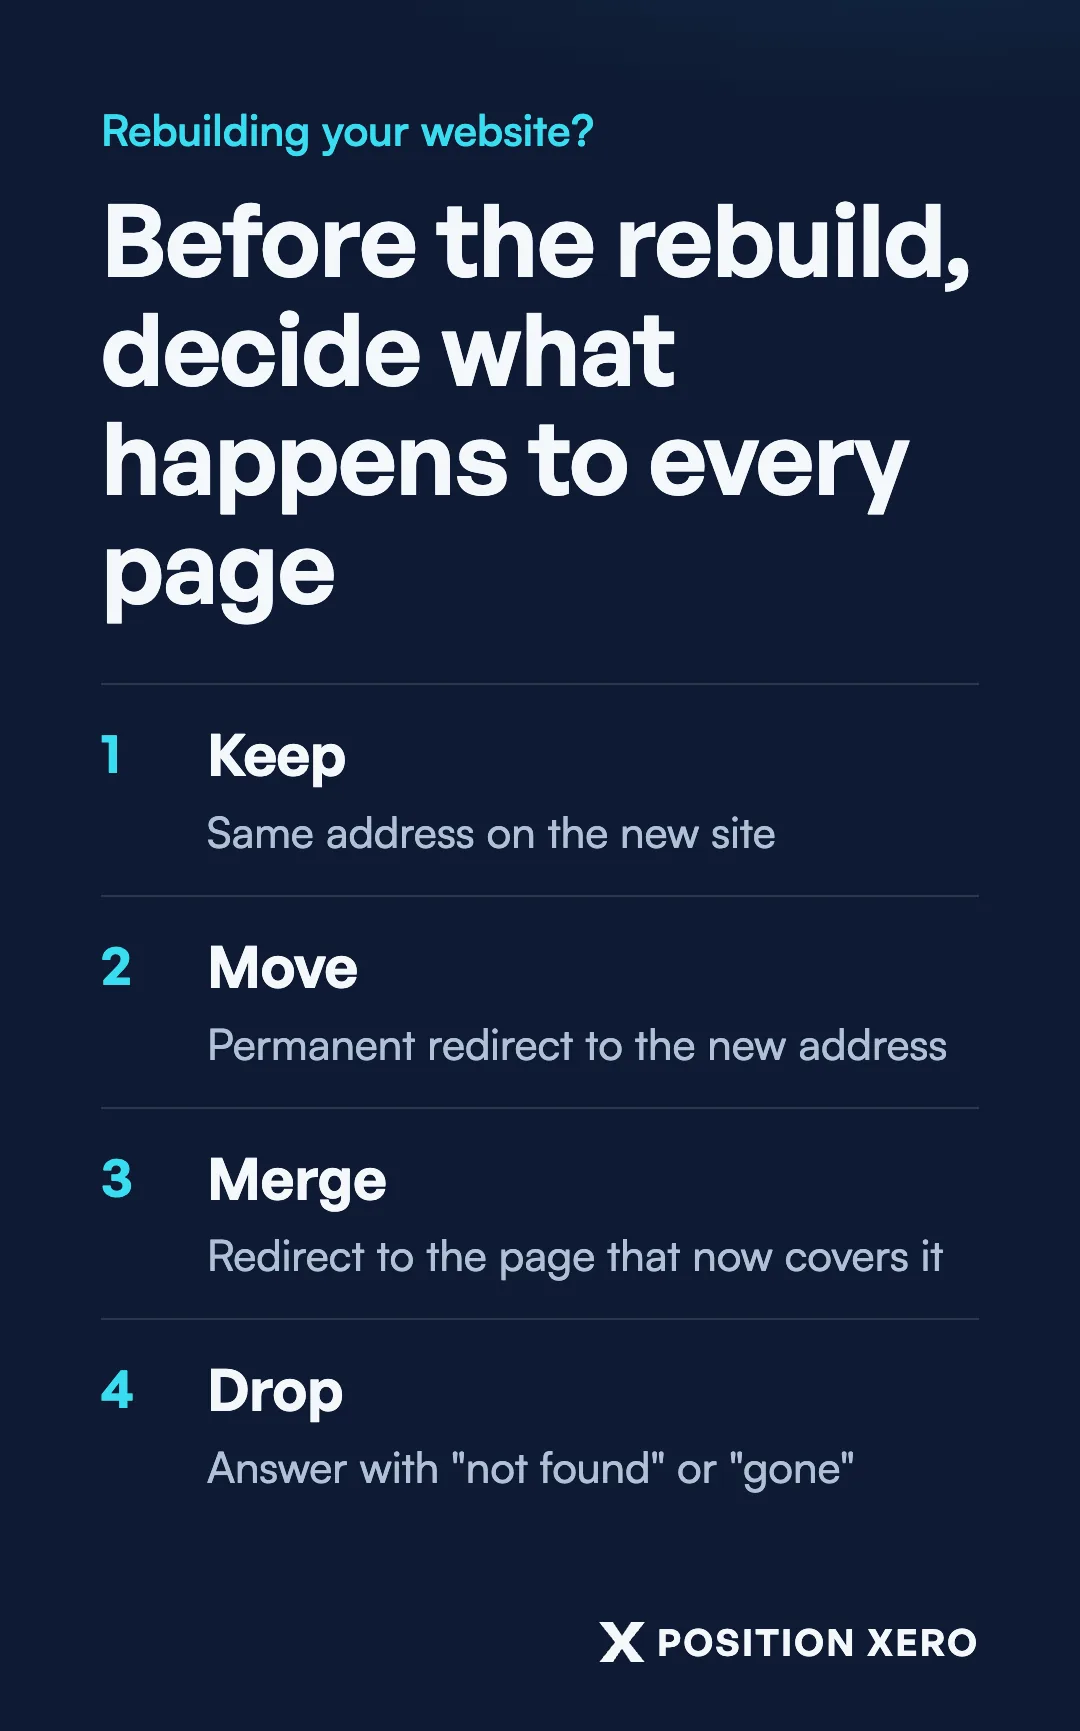 Rebuilding your website?
Before the rebuild,
decide what
happens to every
page
1 Keep
Same address on the new site
2 Move
Permanent redirect to the new address
3 Merge
Redirect to the page that now covers it
4 Drop
Answer with "not found" or "gone"
X POSITION XERO